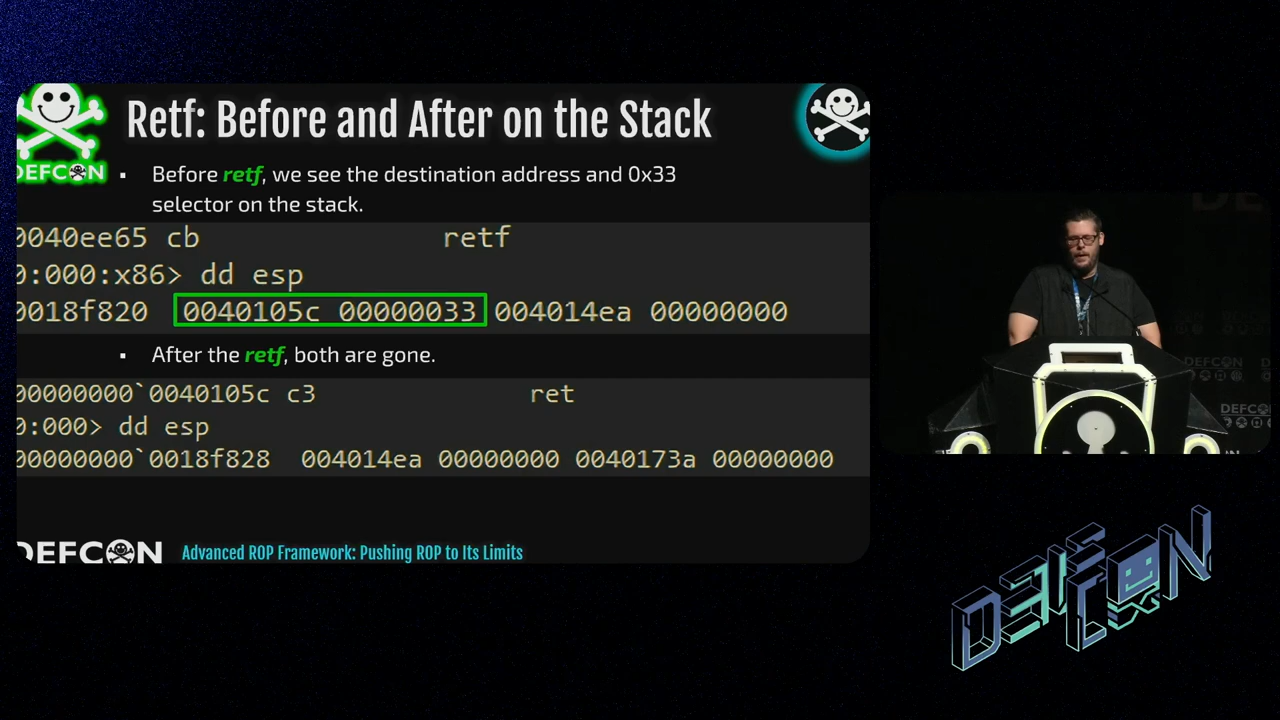 Retf: Before and After on the Stack
DEFCON
▪ Before retf, we see the destination address and 0x33
selector on the stack.
0040ee65 cb retf
0:000:x86> dd esp
0018f820 0040105c 00000033 004014ea 00000000
▪ After the retf, both are gone.
00000000`0040105c c3 ret
0:000> dd esp
00000000`0018f828 004014ea 00000000 0040173a 00000000
DEFCON
Advanced ROP Framework: Pushing ROP to Its Limits
DEFCON
DEFCON